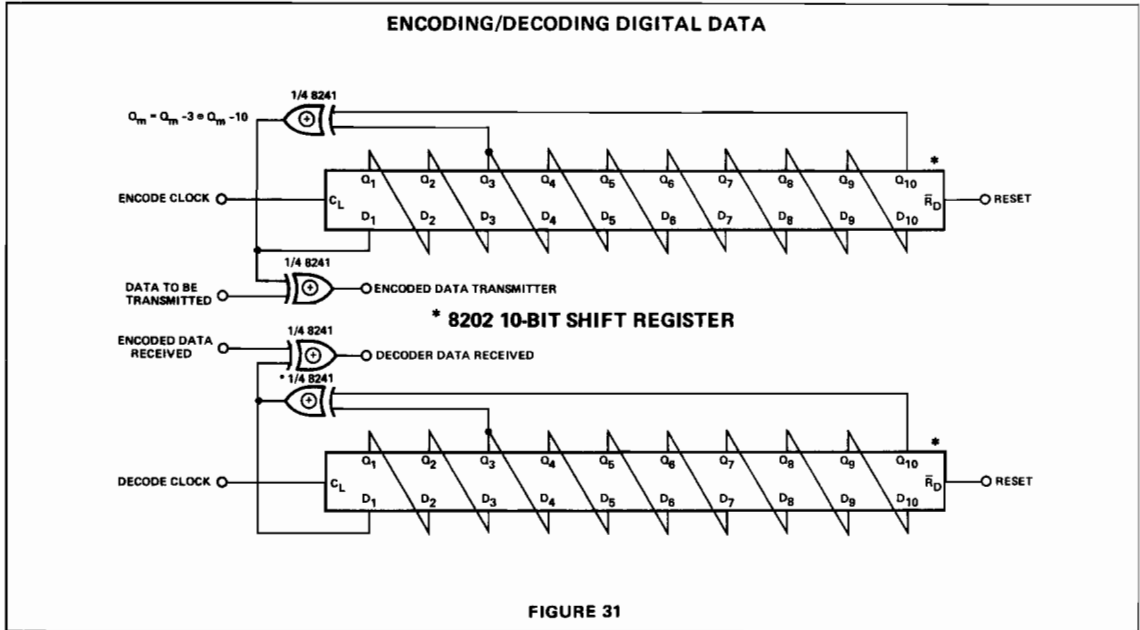 ENCODING/DECODING DIGITAL DATA
1/4 8241
Qm = Qm -3 ⊕ Qm -10
*
Q1 Q2 Q3 Q4 Q5 Q6 Q7 Q8 Q9 Q10
ENCODE CLOCK
CL
R̅D
RESET
D1 D2 D3 D4 D5 D6 D7 D8 D9 D10
1/4 8241
DATA TO BE
TRANSMITTED
ENCODED DATA TRANSMITTER
* 8202 10-BIT SHIFT REGISTER
1/4 8241
ENCODED DATA
RECEIVED
DECODER DATA RECEIVED
* 1/4 8241
*
Q1 Q2 Q3 Q4 Q5 Q6 Q7 Q8 Q9 Q10
DECODE CLOCK
CL
R̅D
RESET
D1 D2 D3 D4 D5 D6 D7 D8 D9 D10
FIGURE 31